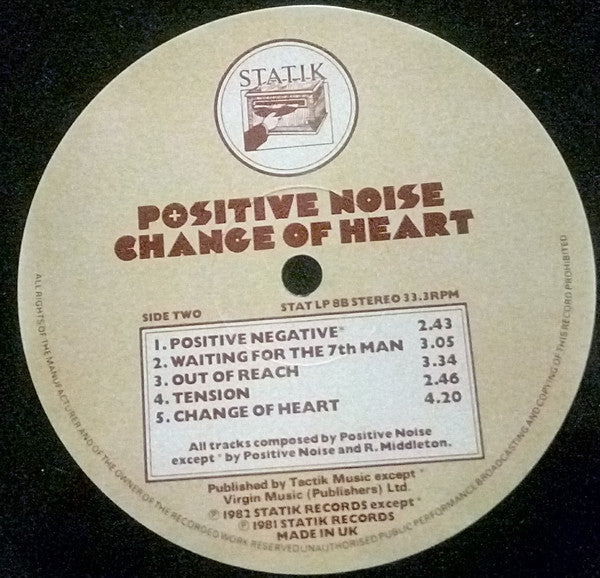 STATIK
POSITIVE NOISE
CHANGE OF HEART
SIDE TWO STAT LP 8B STEREO 33.3RPM
1. POSITIVE NEGATIVE* 2.43
2. WAITING FOR THE 7th MAN 3.05
3. OUT OF REACH 3.34
4. TENSION 2.46
5. CHANGE OF HEART 4.20
All tracks composed by Positive Noise
except * by Positive Noise and R. Middleton.
Published by Tactik Music except *
Virgin Music (Publishers) Ltd.
℗ 1982 STATIK RECORDS except *
℗ 1981 STATIK RECORDS
MADE IN UK
ALL RIGHTS OF THE MANUFACTURER AND OF THE OWNER OF THE RECORDED WORK RESERVED UNAUTHORISED PUBLIC PERFORMANCE BROADCASTING AND COPYING OF THIS RECORD PROHIBITED